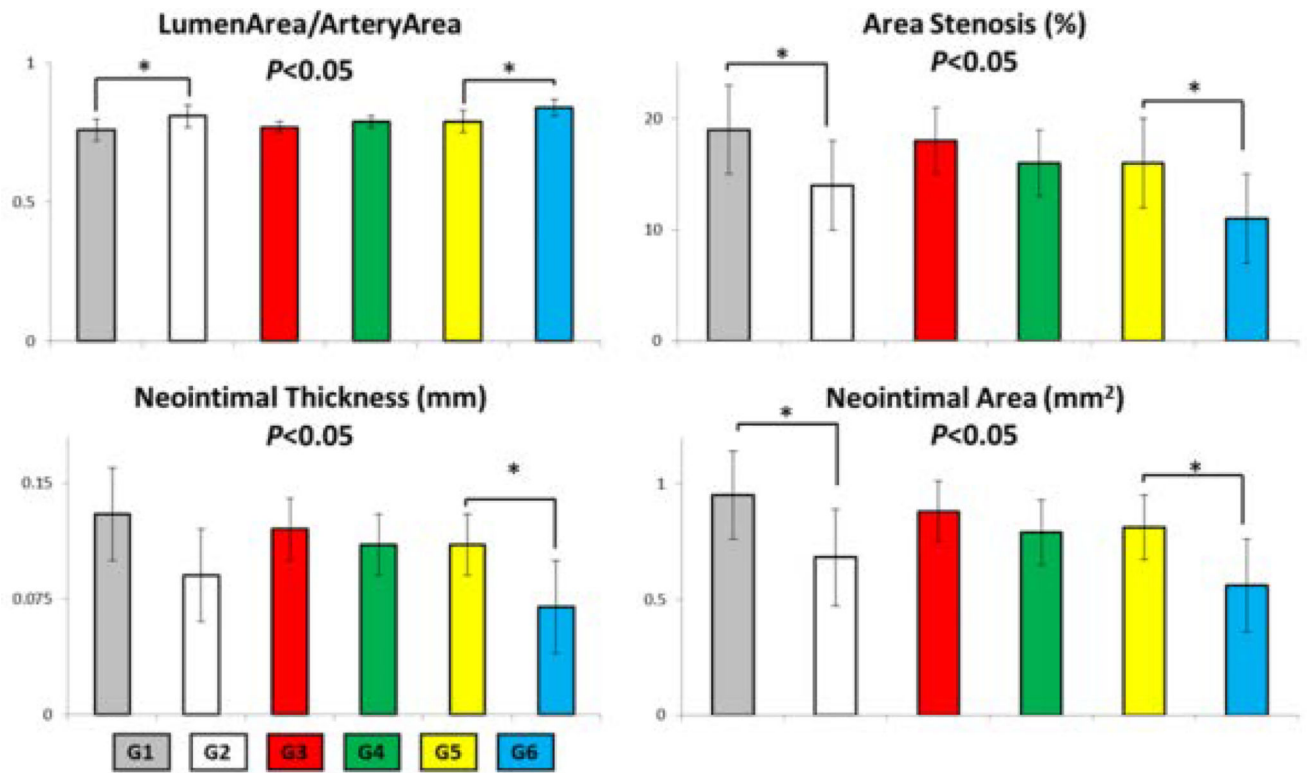 LumenArea/ArteryArea
P<0.05
*
*
1
0.5
0
Area Stenosis (%)
P<0.05
*
*
20
10
0
Neointimal Thickness (mm)
P<0.05
*
0.15
0.075
0
Neointimal Area (mm²)
P<0.05
*
*
1
0.5
0
G1 G2 G3 G4 G5 G6